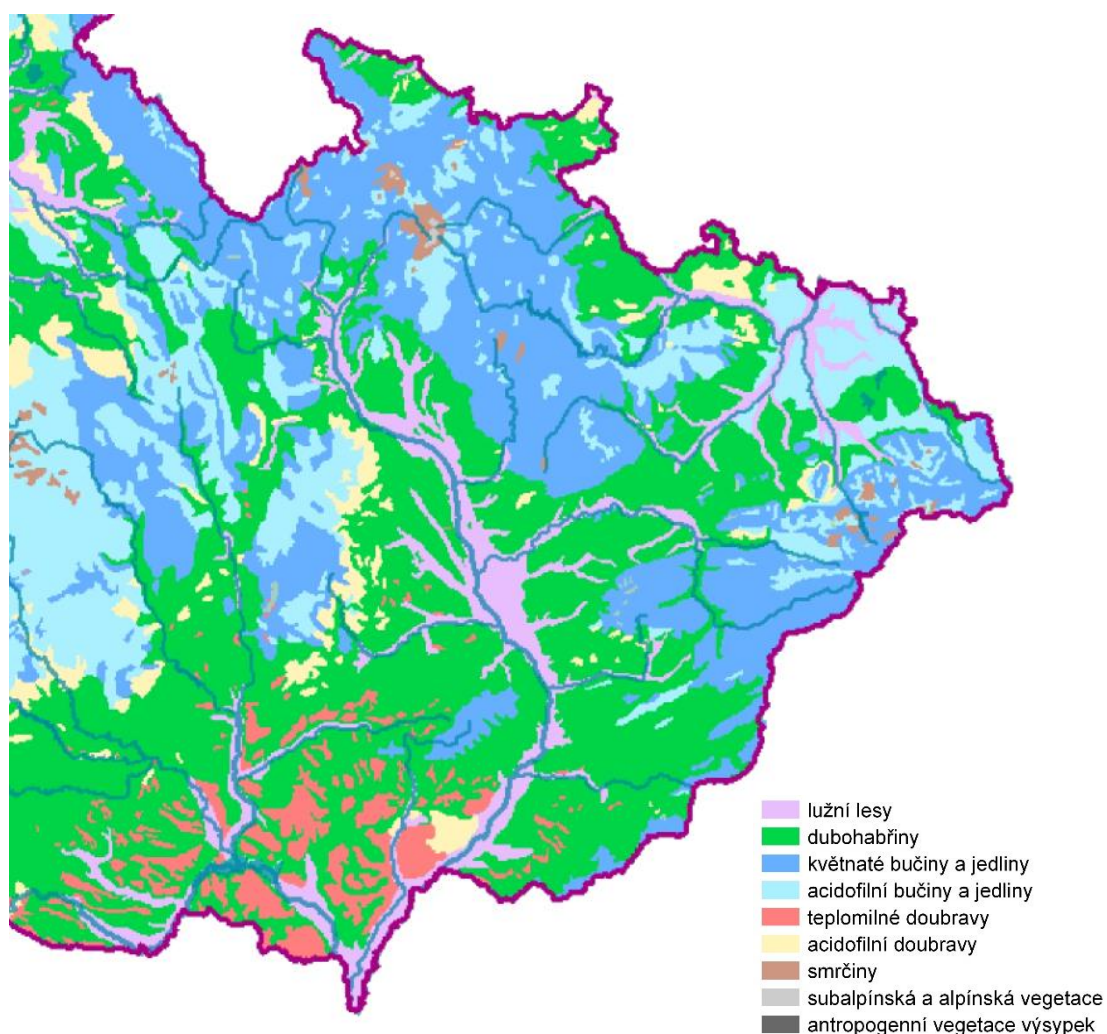 lužní lesy
dubohabřiny
květnaté bučiny a jedliny
acidofilní bučiny a jedliny
teplomilné doubravy
acidofilní doubravy
smrčiny
subalpínská a alpínská vegetace
antropogenní vegetace výsypek